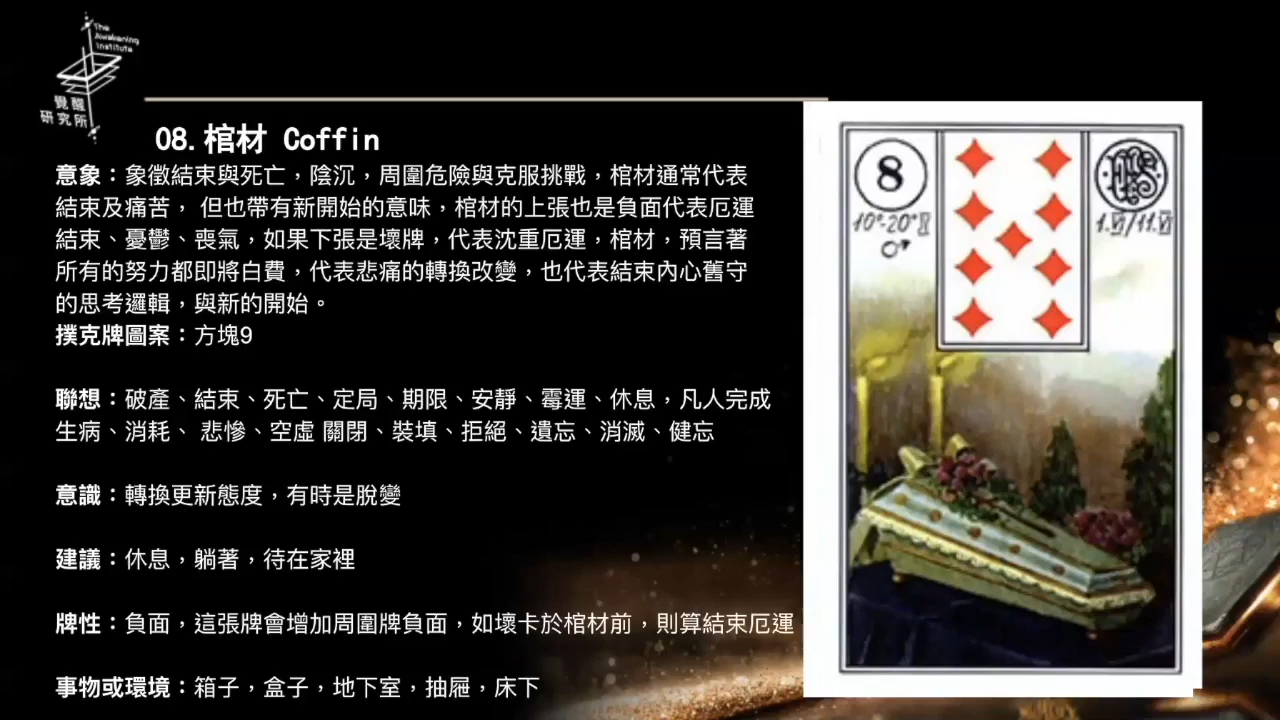 The
Awakening
Institute
覺醒
研究所
08.棺材 Coffin
意象：象徵結束與死亡，陰沉，周圍危險與克服挑戰，棺材通常代表
結束及痛苦， 但也帶有新開始的意味，棺材的上張也是負面代表厄運
結束、憂鬱、喪氣，如果下張是壞牌，代表沈重厄運，棺材，預言著
所有的努力都即將白費，代表悲痛的轉換改變，也代表結束內心舊守
的思考邏輯，與新的開始。
撲克牌圖案：方塊9
聯想：破產、結束、死亡、定局、期限、安靜、霉運、休息，凡人完成
生病、消耗、 悲慘、空虛 關閉、裝填、拒絕、遺忘、消滅、健忘
意識：轉換更新態度，有時是脫變
建議：休息，躺著，待在家裡
牌性：負面，這張牌會增加周圍牌負面，如壞卡於棺材前，則算結束厄運
事物或環境：箱子，盒子，地下室，抽屜，床下
8
10°-20°